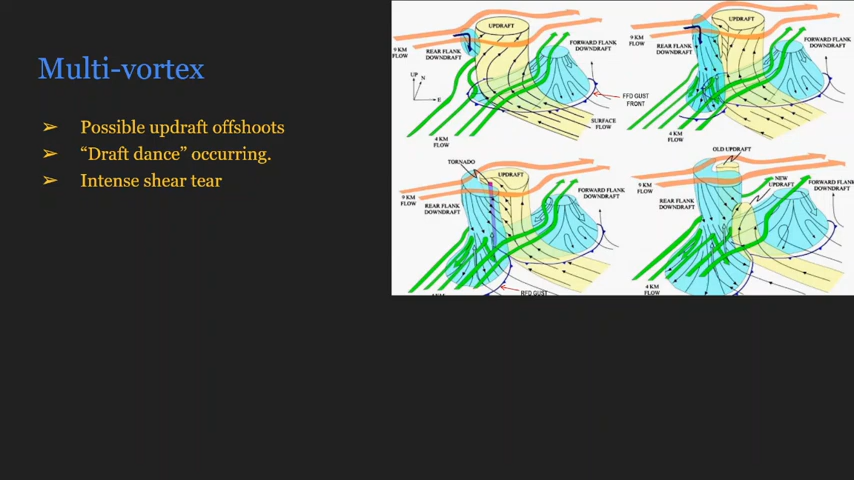 Multi-vortex
➢ Possible updraft offshoots
➢ “Draft dance” occurring.
➢ Intense shear tear
UPDRAFT
9 KM
FLOW
REAR FLANK
DOWNDRAFT
FORWARD FLANK
DOWNDRAFT
UP
N
E
FFD GUST
FRONT
SURFACE
FLOW
4 KM
FLOW
UPDRAFT
9 KM
FLOW
REAR FLANK
DOWNDRAFT
FORWARD FLANK
DOWNDRAFT
4 KM
FLOW
TORNADO
UPDRAFT
9 KM
FLOW
REAR FLANK
DOWNDRAFT
FORWARD FLANK
DOWNDRAFT
RFD GUST
OLD UPDRAFT
9 KM
FLOW
NEW
UPDRAFT
FORWARD FLANK
DOWNDRAFT
REAR FLANK
DOWNDRAFT
4 KM
FLOW